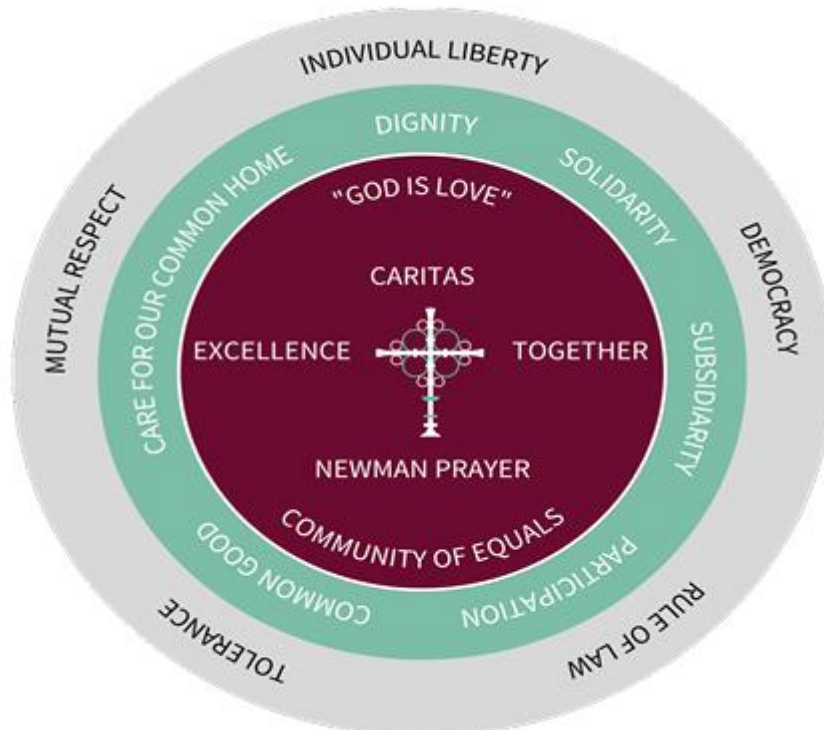 INDIVIDUAL LIBERTY
DEMOCRACY
RULE OF LAW
TOLERANCE
MUTUAL RESPECT
DIGNITY
SOLIDARITY
SUBSIDIARITY
PARTICIPATION
COMMON GOOD
CARE FOR OUR COMMON HOME
"GOD IS LOVE"
CARITAS
EXCELLENCE
TOGETHER
NEWMAN PRAYER
COMMUNITY OF EQUALS